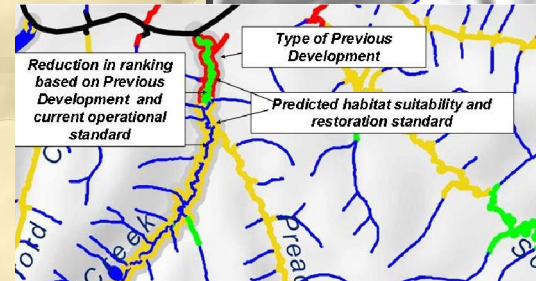 Type of Previous
Development
Reduction in ranking
based on Previous
Development and
current operational
standard
Predicted habitat suitability and
restoration standard
Creek